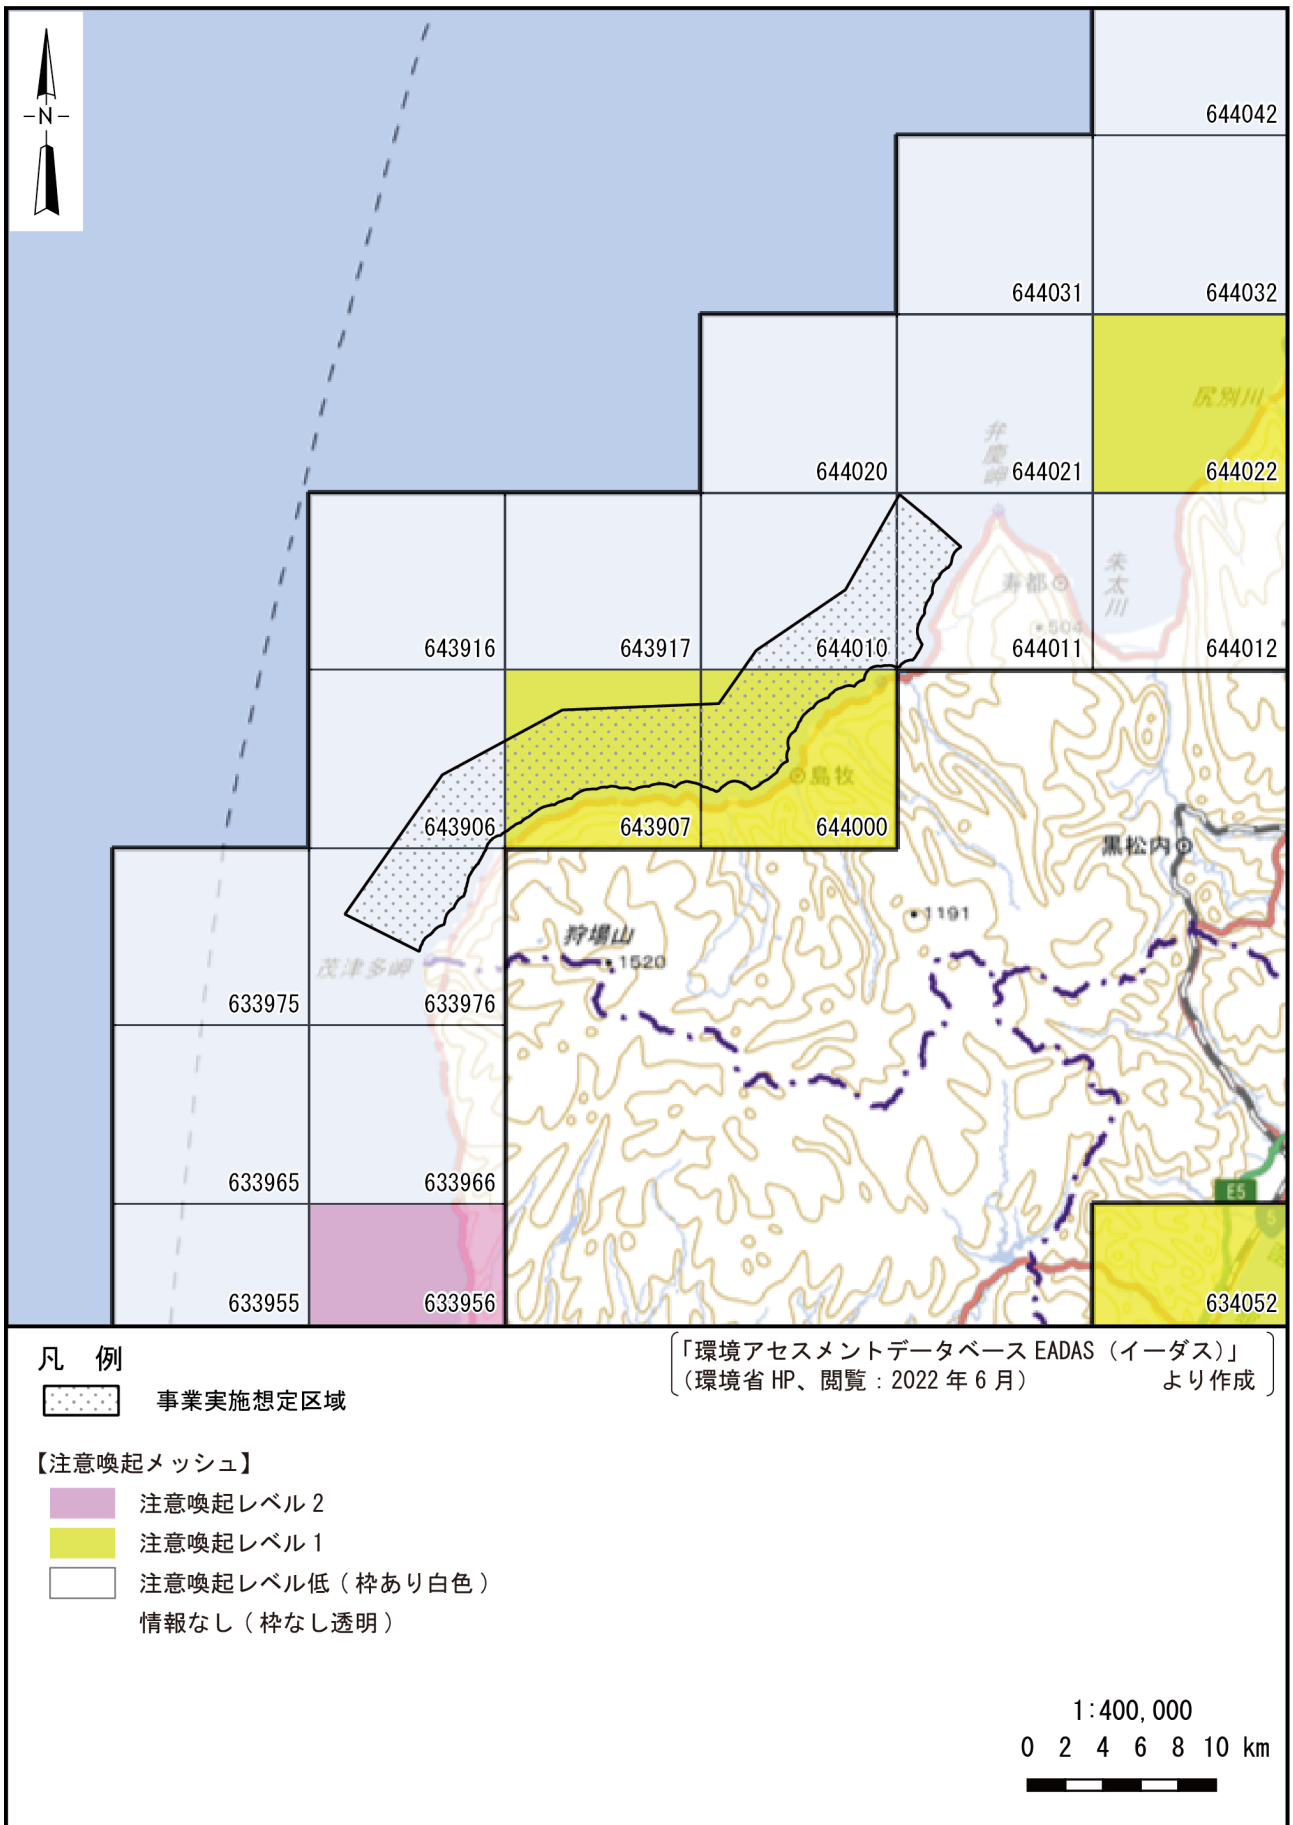 -N-
644042
644031
644032
尻別川
弁慶岬
644020
644021
644022
寿都
朱太川
504
643916
643917
644010
644011
644012
島牧
643906
643907
644000
黒松内
1191
狩場山
1520
茂津多岬
633975
633976
633965
633966
E5
5
633955
633956
634052
凡 例
事業実施想定区域
「環境アセスメントデータベース EADAS（イーダス）」
（環境省 HP、閲覧：2022 年 6 月） より作成
【注意喚起メッシュ】
注意喚起レベル 2
注意喚起レベル 1
注意喚起レベル低（ 枠あり白色 ）
情報なし（ 枠なし透明 ）
1:400,000
0 2 4 6 8 10 km